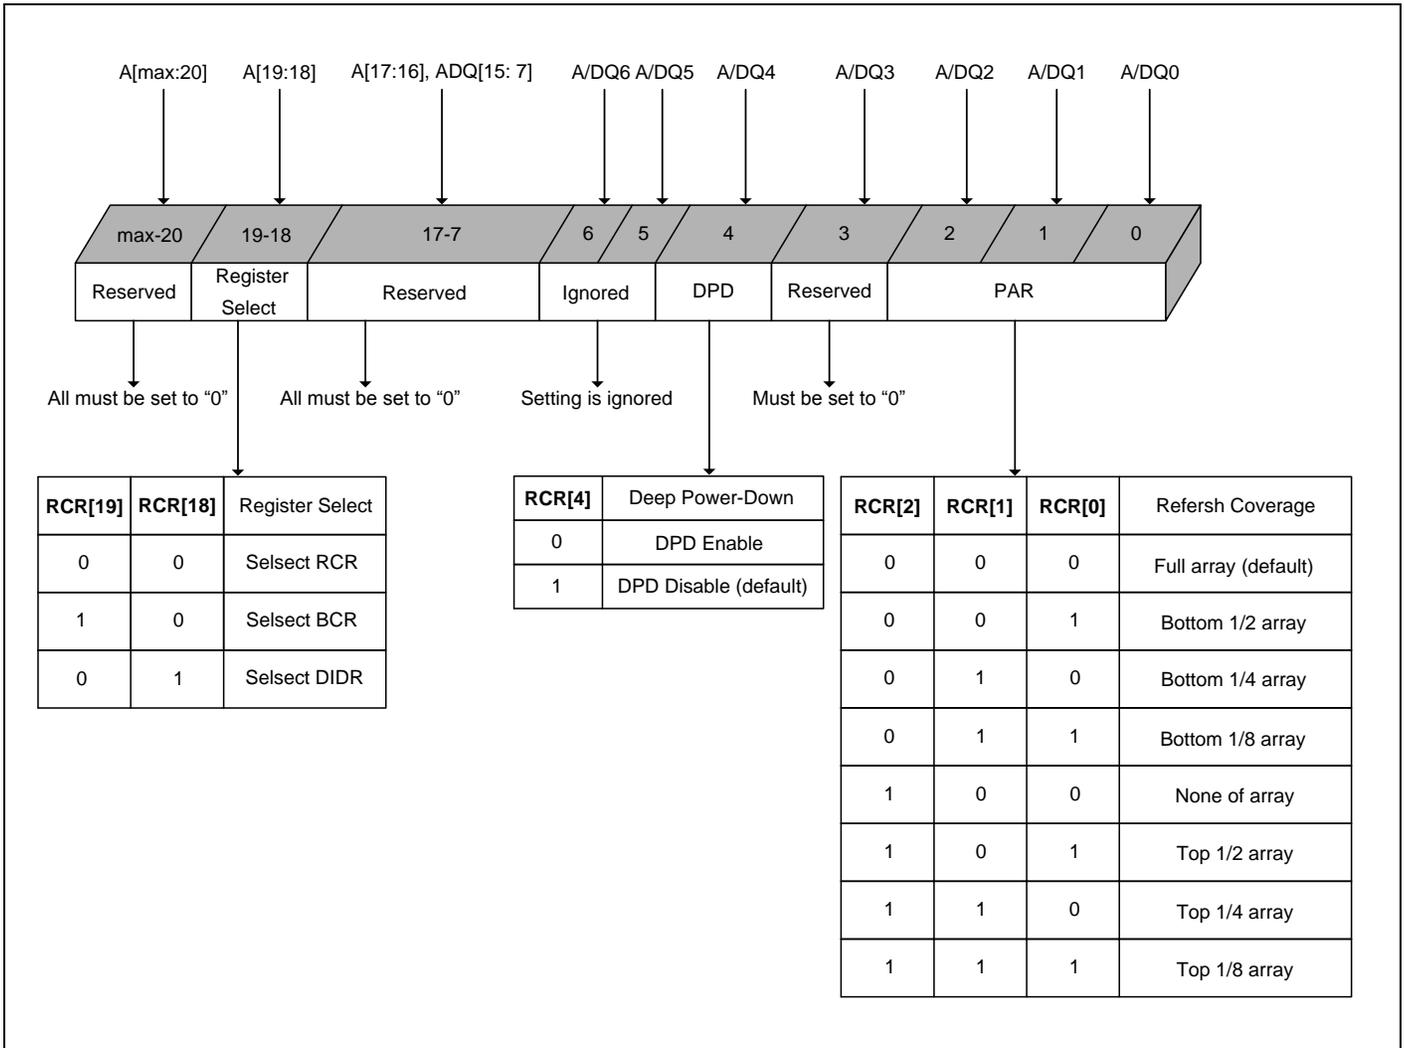 A[max:20] A[19:18] A[17:16], ADQ[15: 7] A/DQ6 A/DQ5 A/DQ4 A/DQ3 A/DQ2 A/DQ1 A/DQ0
max-20 19-18 17-7 6 5 4 3 2 1 0
Reserved Register Select Reserved Ignored DPD Reserved PAR
All must be set to “0” All must be set to “0” Setting is ignored Must be set to “0”
RCR[19] RCR[18] Register Select
0 0 Selsect RCR
1 0 Selsect BCR
0 1 Selsect DIDR
RCR[4] Deep Power-Down
0 DPD Enable
1 DPD Disable (default)
RCR[2] RCR[1] RCR[0] Refersh Coverage
0 0 0 Full array (default)
0 0 1 Bottom 1/2 array
0 1 0 Bottom 1/4 array
0 1 1 Bottom 1/8 array
1 0 0 None of array
1 0 1 Top 1/2 array
1 1 0 Top 1/4 array
1 1 1 Top 1/8 array